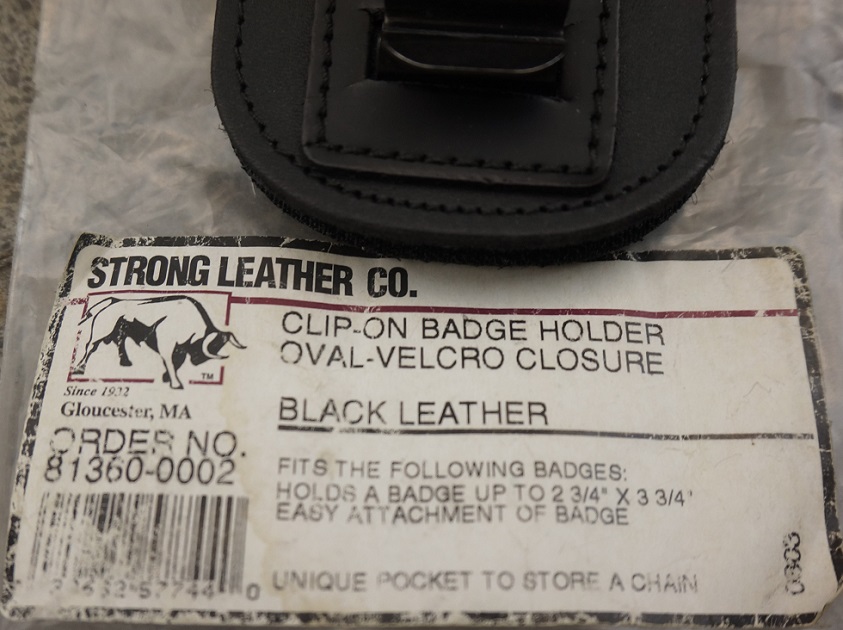 STRONG LEATHER CO.
TM
Since 1932
Gloucester, MA
ORDER NO.
81360-0002
CLIP-ON BADGE HOLDER
OVAL-VELCRO CLOSURE
BLACK LEATHER
FITS THE FOLLOWING BADGES:
HOLDS A BADGE UP TO 2 3/4" X 3 3/4'
EASY ATTACHMENT OF BADGE
UNIQUE POCKET TO STORE A CHAIN
0803